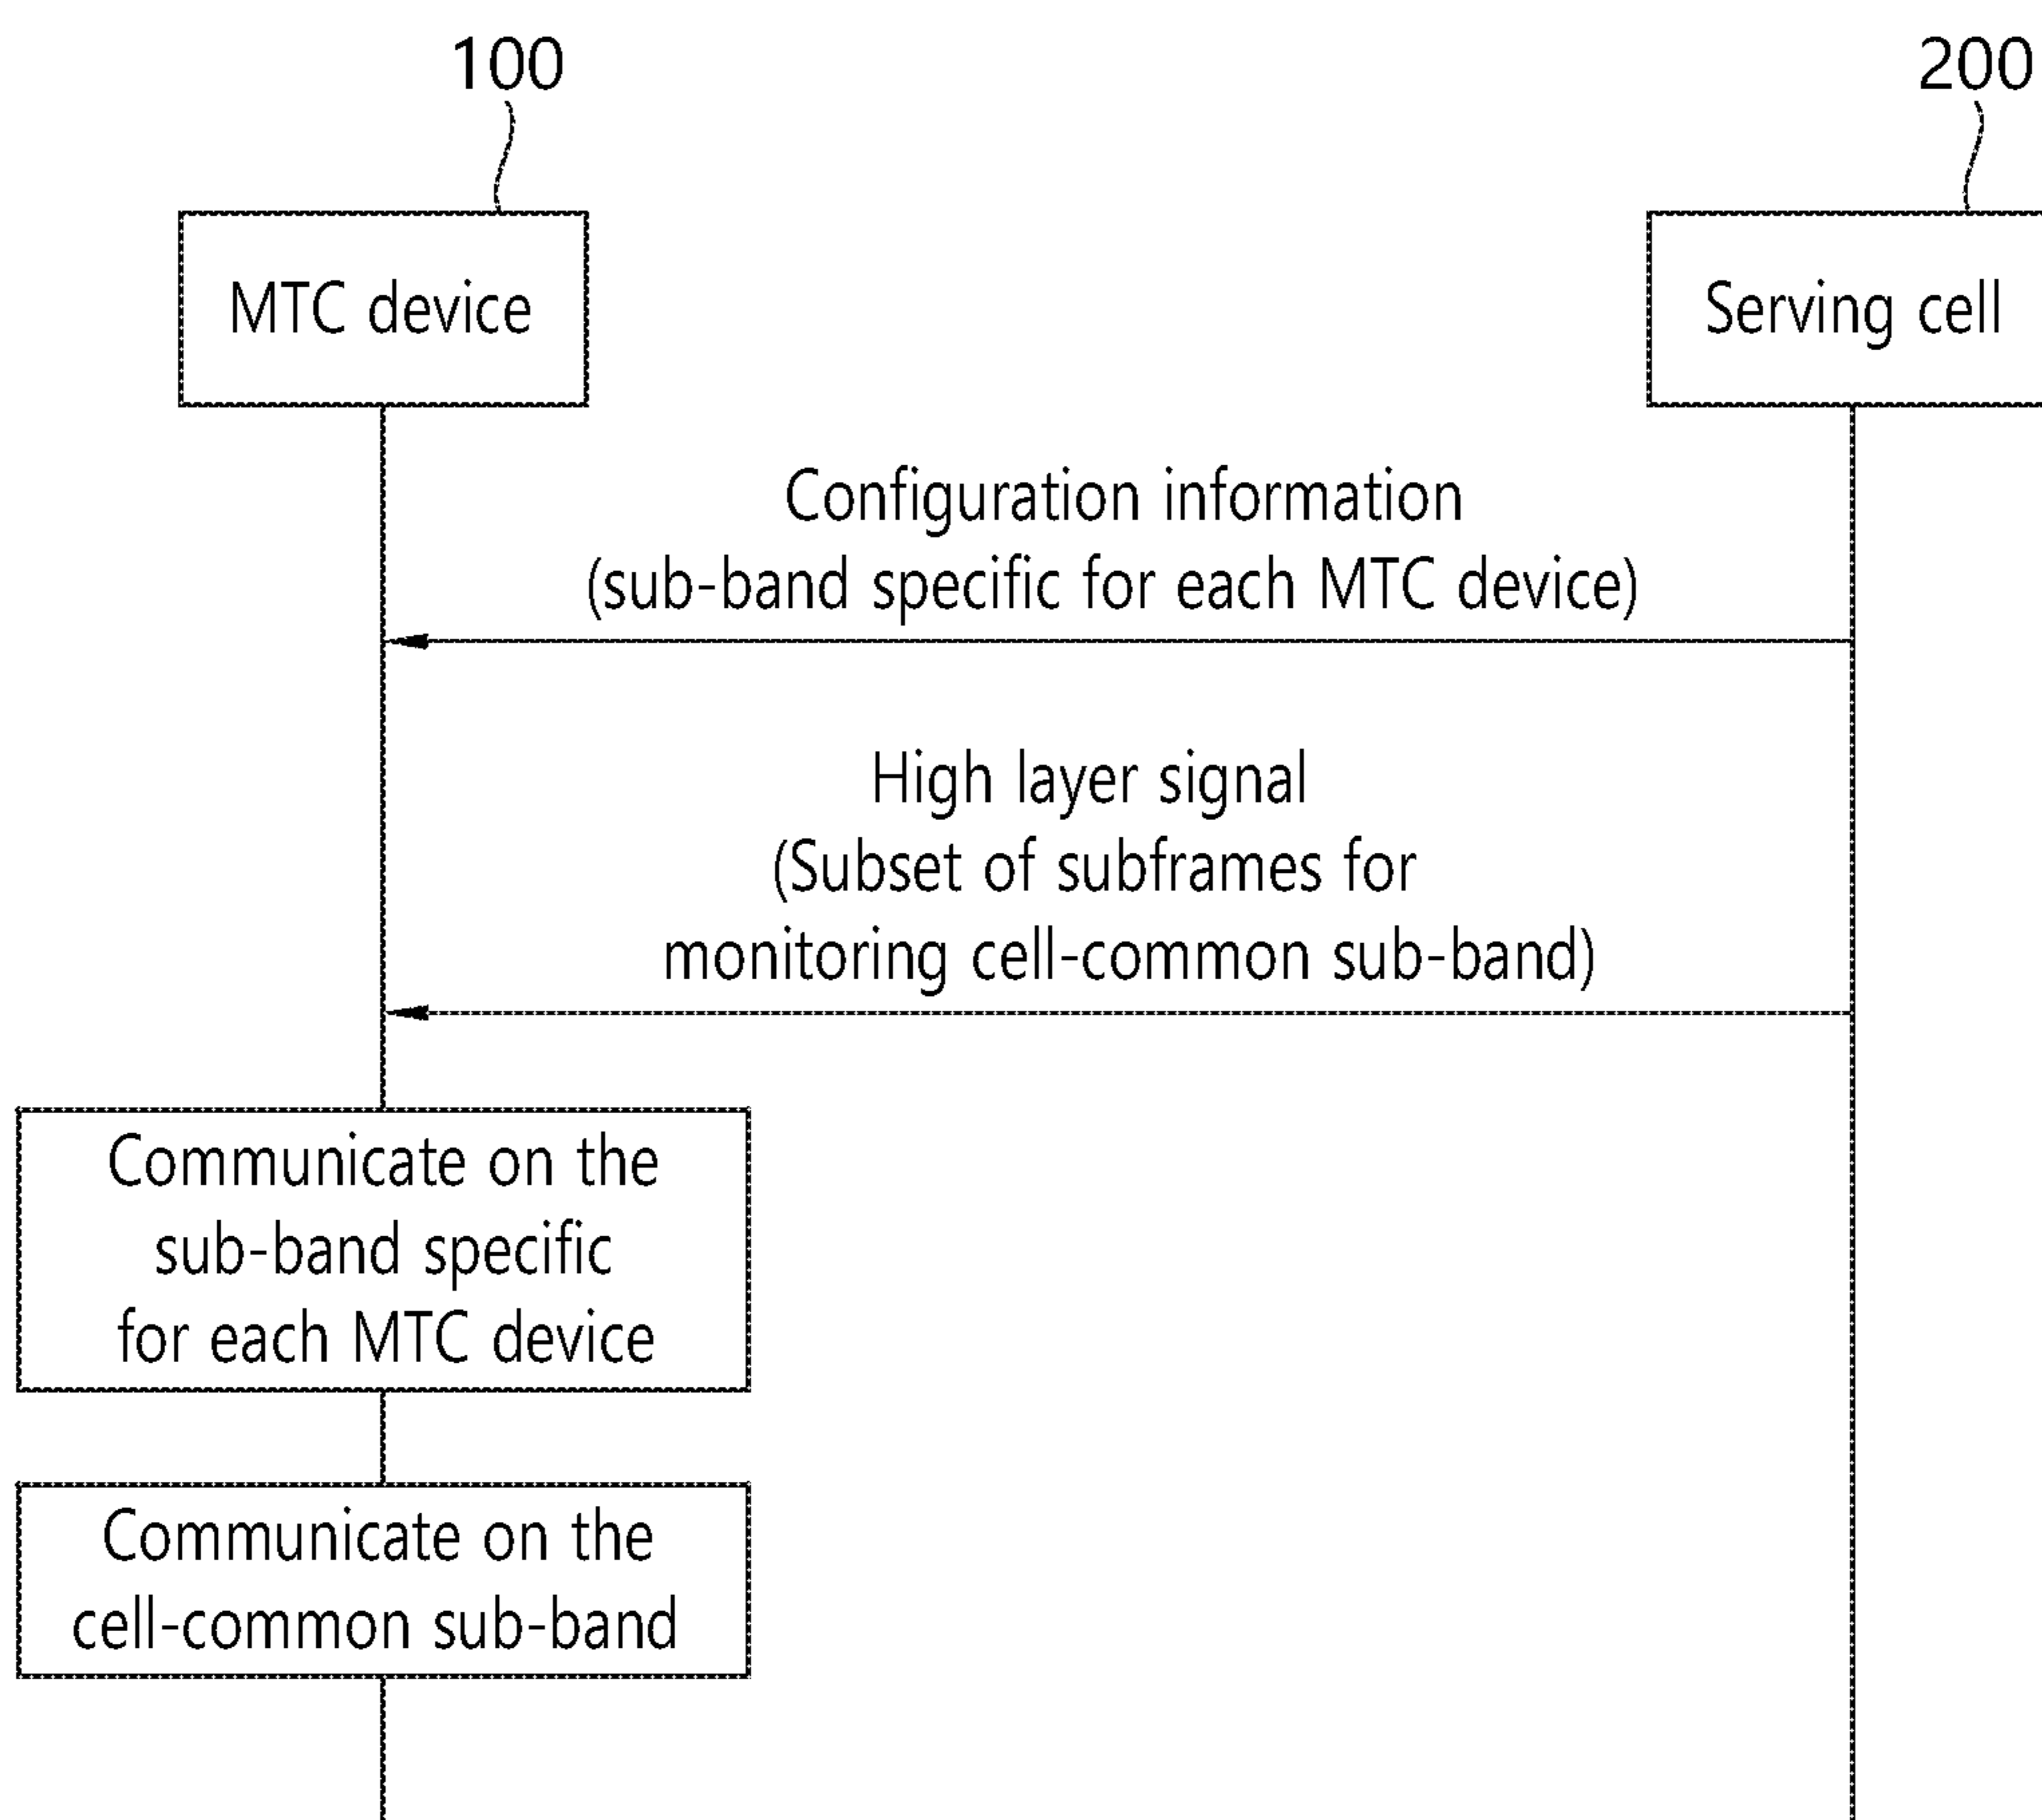 100
200
MTC device
Serving cell
Configuration information
(sub-band specific for each MTC device)
High layer signal
(Subset of subframes for
monitoring cell-common sub-band)
Communicate on the
sub-band specific
for each MTC device
Communicate on the
cell-common sub-band